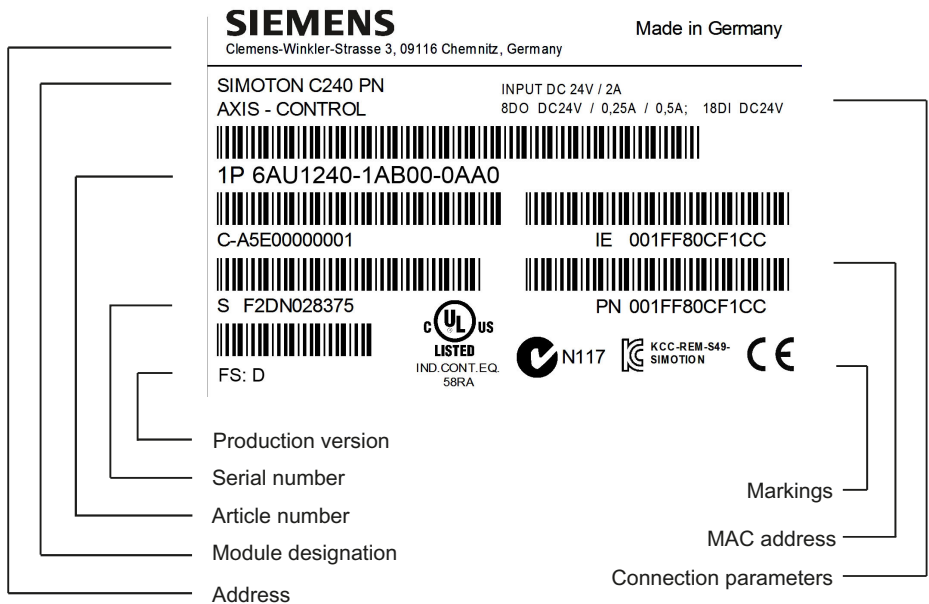 SIEMENS
Made in Germany
Clemens-Winkler-Strasse 3, 09116 Chemnitz, Germany
SIMOTON C240 PN
INPUT DC 24V / 2A
AXIS - CONTROL
8DO DC24V / 0,25A / 0,5A; 18DI DC24V
1P 6AU1240-1AB00-0AA0
C-A5E00000001
IE 001FF80CF1CC
S F2DN028375
PN 001FF80CF1CC
C UL US
®
LISTED
IND.CONT.EQ.
58RA
N117
KCC-REM-S49-
SIMOTION
CE
FS: D
Production version
Serial number
Article number
Module designation
Address
Markings
MAC address
Connection parameters